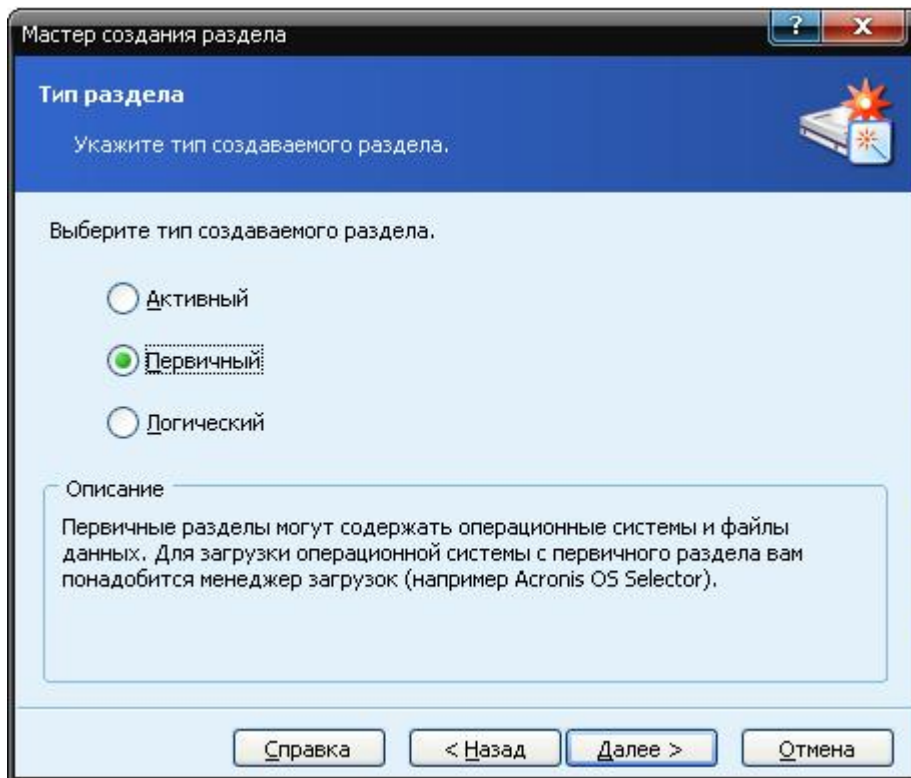 Мастер создания раздела
Тип раздела
Укажите тип создаваемого раздела.
Выберите тип создаваемого раздела.
Активный
Первичный
Логический
Описание
Первичные разделы могут содержать операционные системы и файлы
данных. Для загрузки операционной системы с первичного раздела вам
понадобится менеджер загрузок (например Acronis OS Selector).
Справка
< Назад
Далее >
Отмена